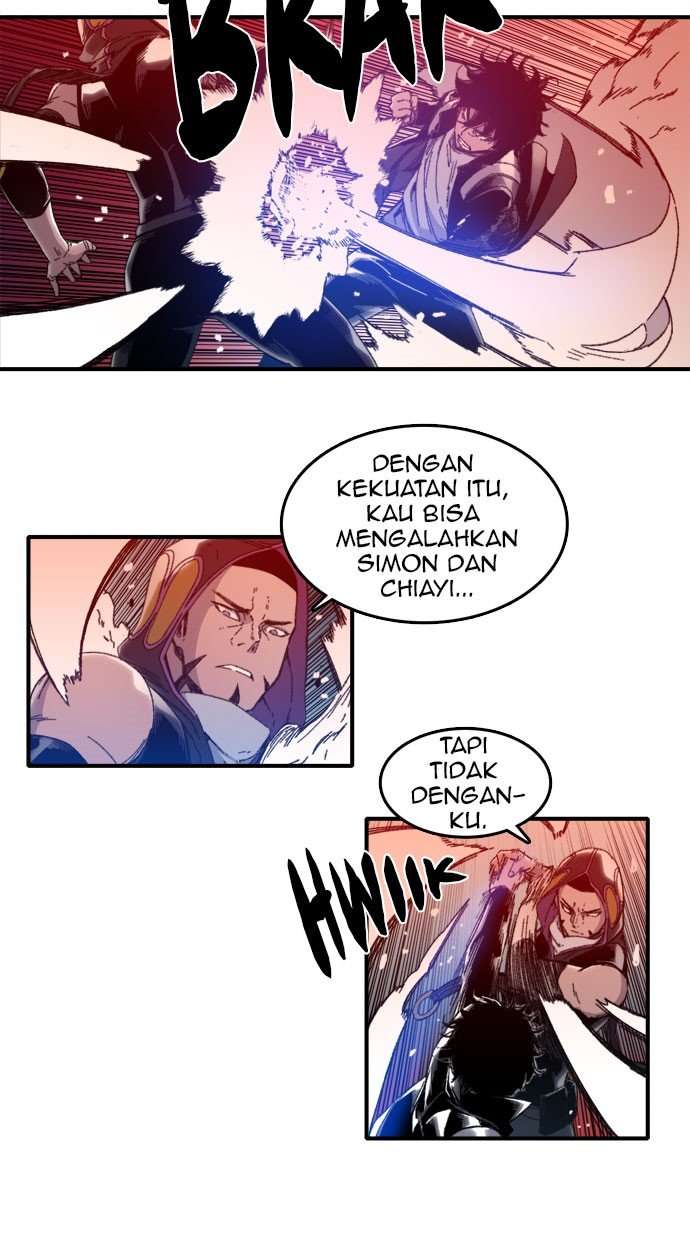 BRAK
DENGAN
KEKUATAN ITU,
KAU BISA
MENGALAHKAN
SIMON DAN
CHIAYI...
TAPI
TIDAK
DENGAN-
KU.
HWIIK